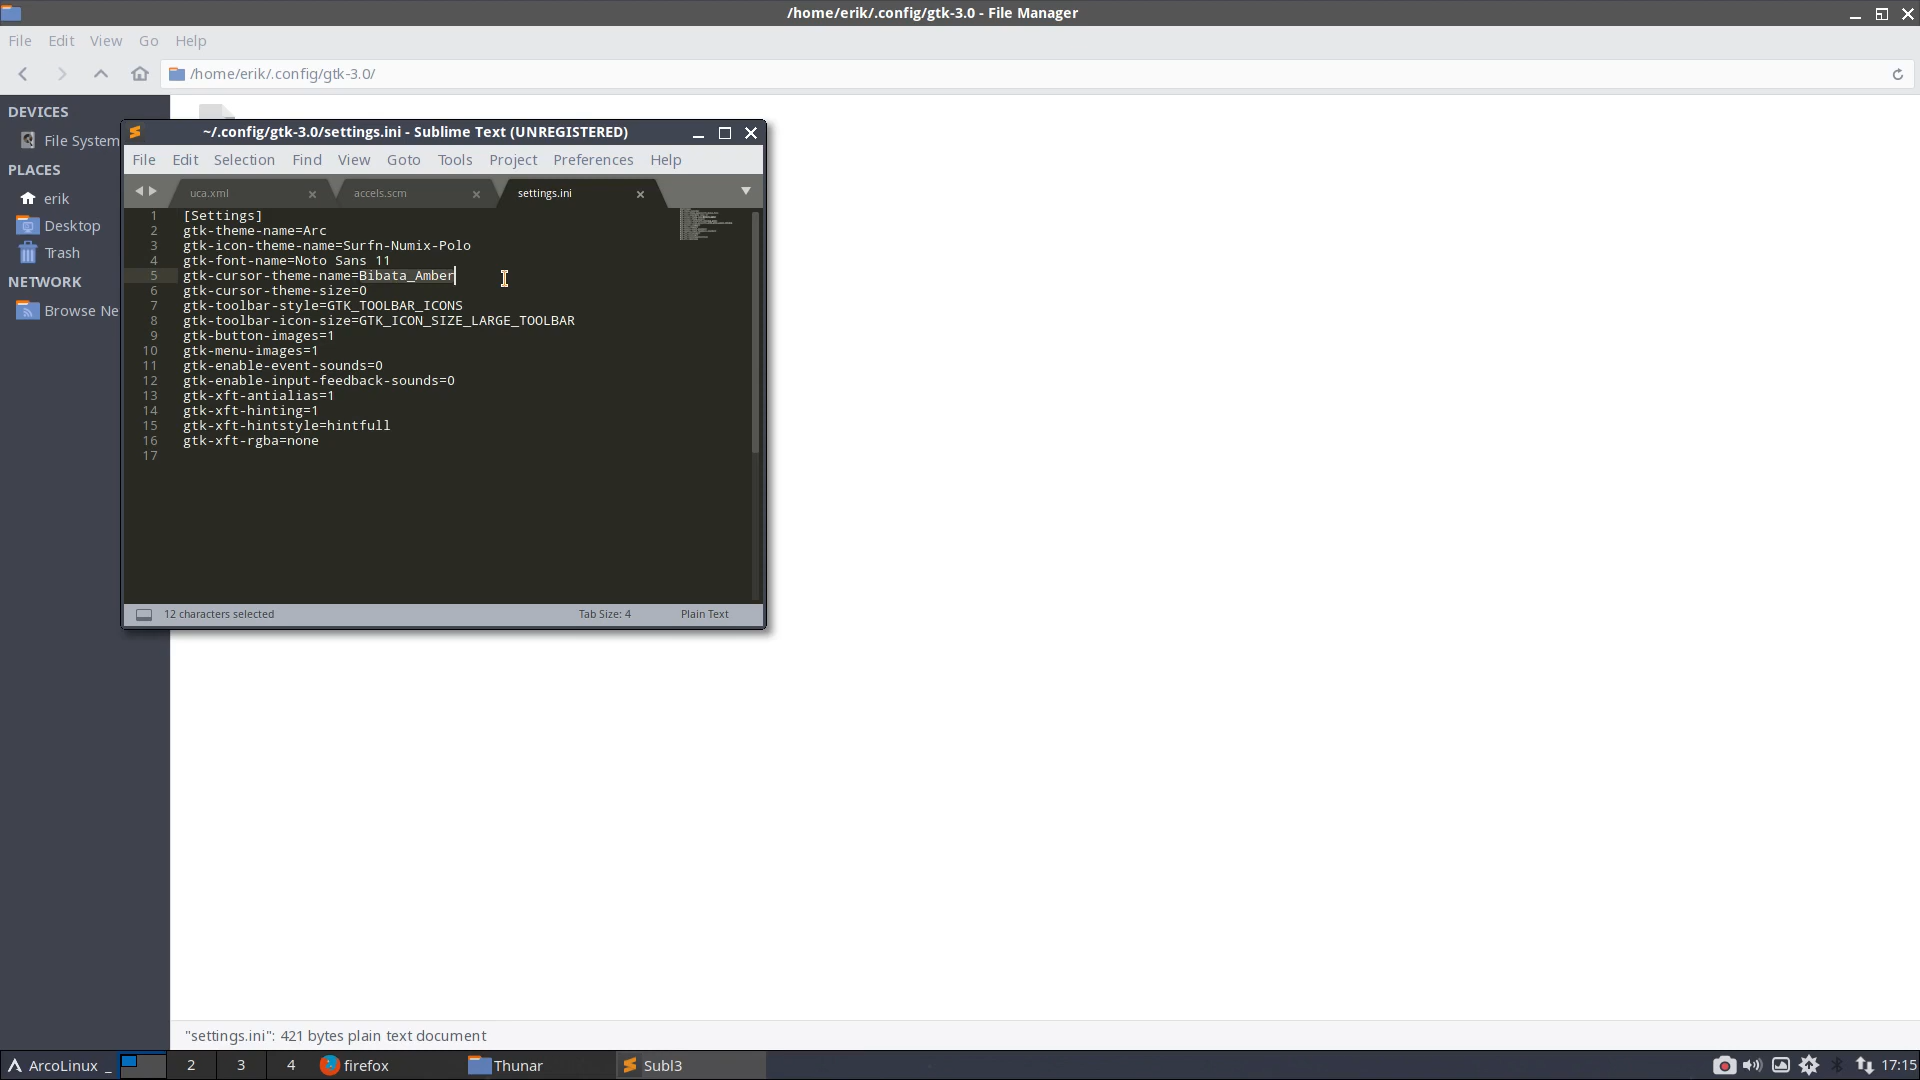 /home/erik/.config/gtk-3.0 - File Manager
File Edit View Go Help
/home/erik/.config/gtk-3.0/
DEVICES
File System
PLACES
erik
Desktop
Trash
NETWORK
Browse Ne
~/.config/gtk-3.0/settings.ini - Sublime Text (UNREGISTERED)
File Edit Selection Find View Goto Tools Project Preferences Help
uca.xml accels.scm settings.ini
1 [Settings]
2 gtk-theme-name=Arc
3 gtk-icon-theme-name=Surfn-Numix-Polo
4 gtk-font-name=Noto Sans 11
5 gtk-cursor-theme-name=Bibata_Amber
6 gtk-cursor-theme-size=0
7 gtk-toolbar-style=GTK_TOOLBAR_ICONS
8 gtk-toolbar-icon-size=GTK_ICON_SIZE_LARGE_TOOLBAR
9 gtk-button-images=1
10 gtk-menu-images=1
11 gtk-enable-event-sounds=0
12 gtk-enable-input-feedback-sounds=0
13 gtk-xft-antialias=1
14 gtk-xft-hinting=1
15 gtk-xft-hintstyle=hintfull
16 gtk-xft-rgba=none
17
12 characters selected Tab Size: 4 Plain Text
"settings.ini": 421 bytes plain text document
ArcoLinux _ 2 3 4 firefox Thunar Subl3 17:15